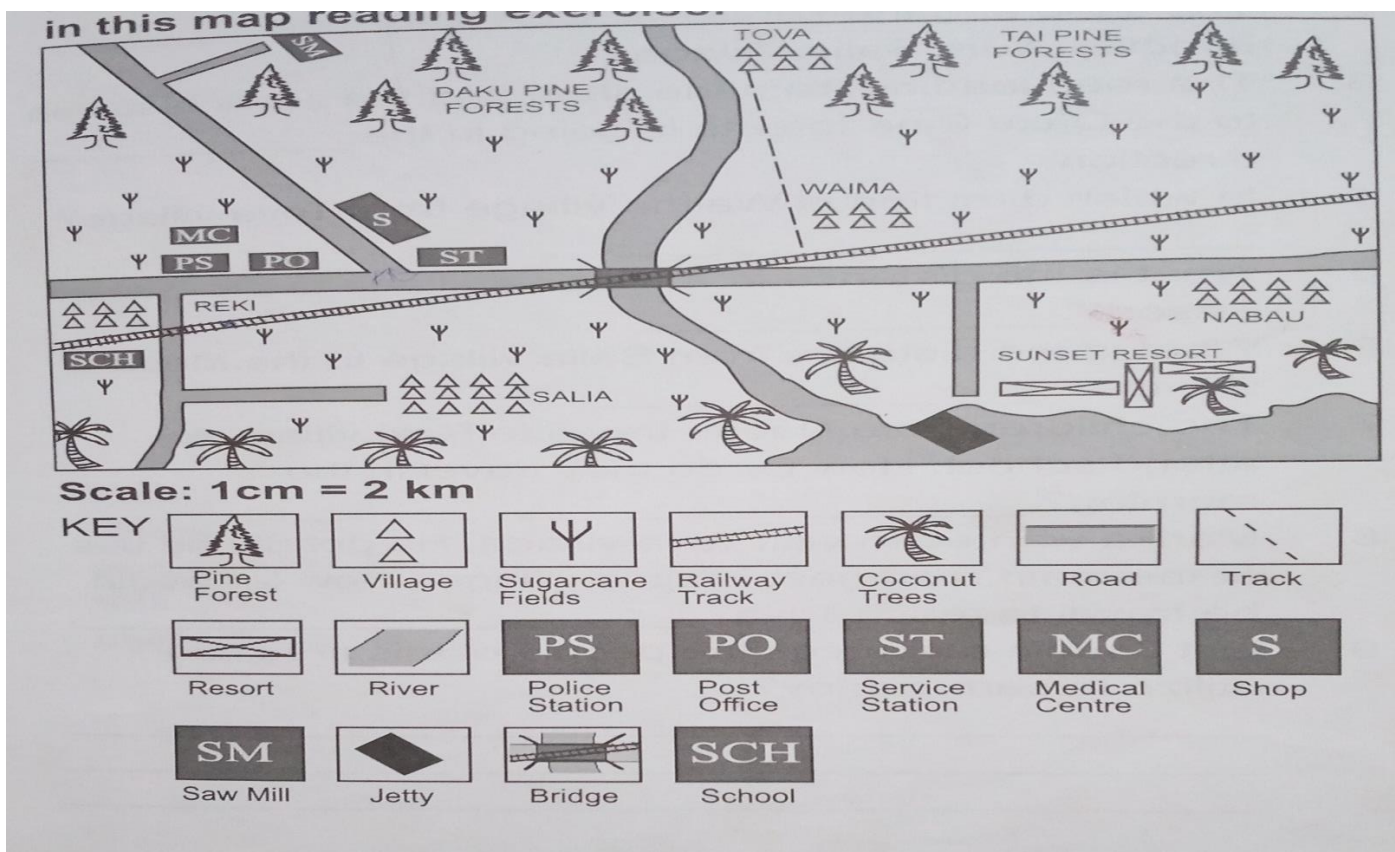 in this map reading exercise.
SM
TOVA
TAI PINE
FORESTS
DAKU PINE
FORESTS
WAIMA
S
MC
PS
PO
ST
REKI
SCH
NABAU
SUNSET RESORT
SALIA
Scale: 1cm = 2 km
KEY
Pine
Forest
Village
Sugarcane
Fields
Railway
Track
Coconut
Trees
Road
Track
PS
PO
ST
MC
S
Resort
River
Police
Station
Post
Office
Service
Station
Medical
Centre
Shop
SM
SCH
Saw Mill
Jetty
Bridge
School